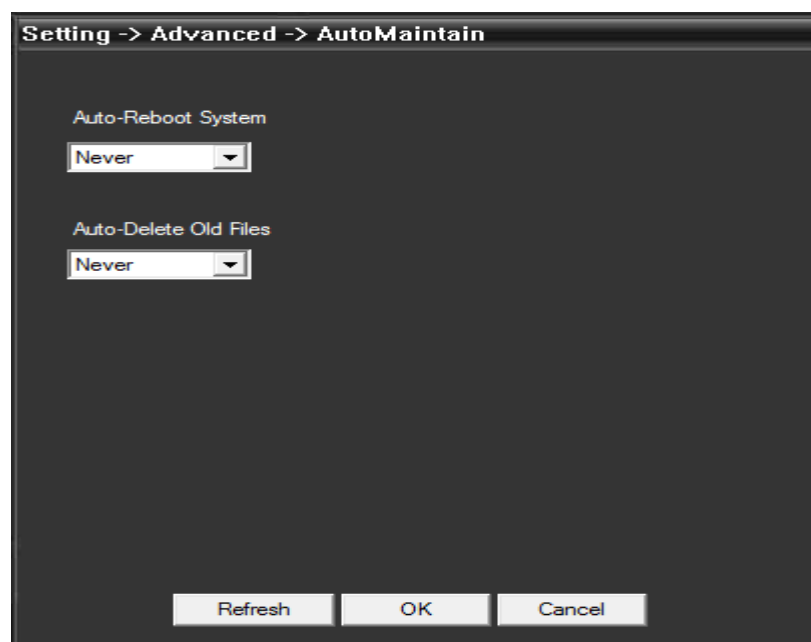 Setting -> Advanced -> AutoMaintain
Auto-Reboot System
Never
Auto-Delete Old Files
Never
Refresh OK Cancel